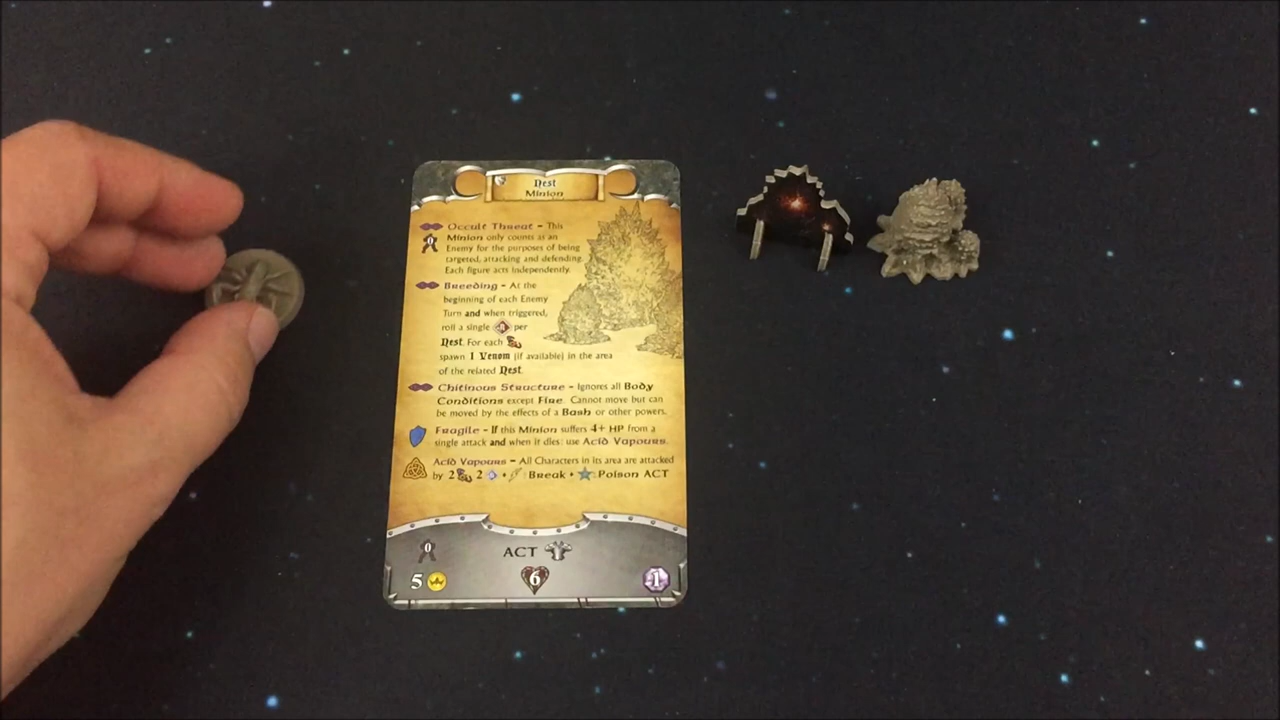 Nest
Minion
Occult Threat - This
0 Minion only counts as an
Enemy for the purposes of being
targeted, attacking and defending.
Each figure acts independently.
Breeding - At the
beginning of each Enemy
Turn and when triggered,
roll a single per
Nest. For each
spawn 1 Venom (if available) in the area
of the related Nest.
Chitinous Structure - Ignores all Body
Conditions except Fire. Cannot move but can
be moved by the effects of a Bash or other powers.
Fragile - If this Minion suffers 4+ HP from a
single attack and when it dies: use Acid Vapours.
Acid Vapours - All Characters in its area are attacked
by 2 2 • Break • Poison ACT
0 ACT
5 6 1